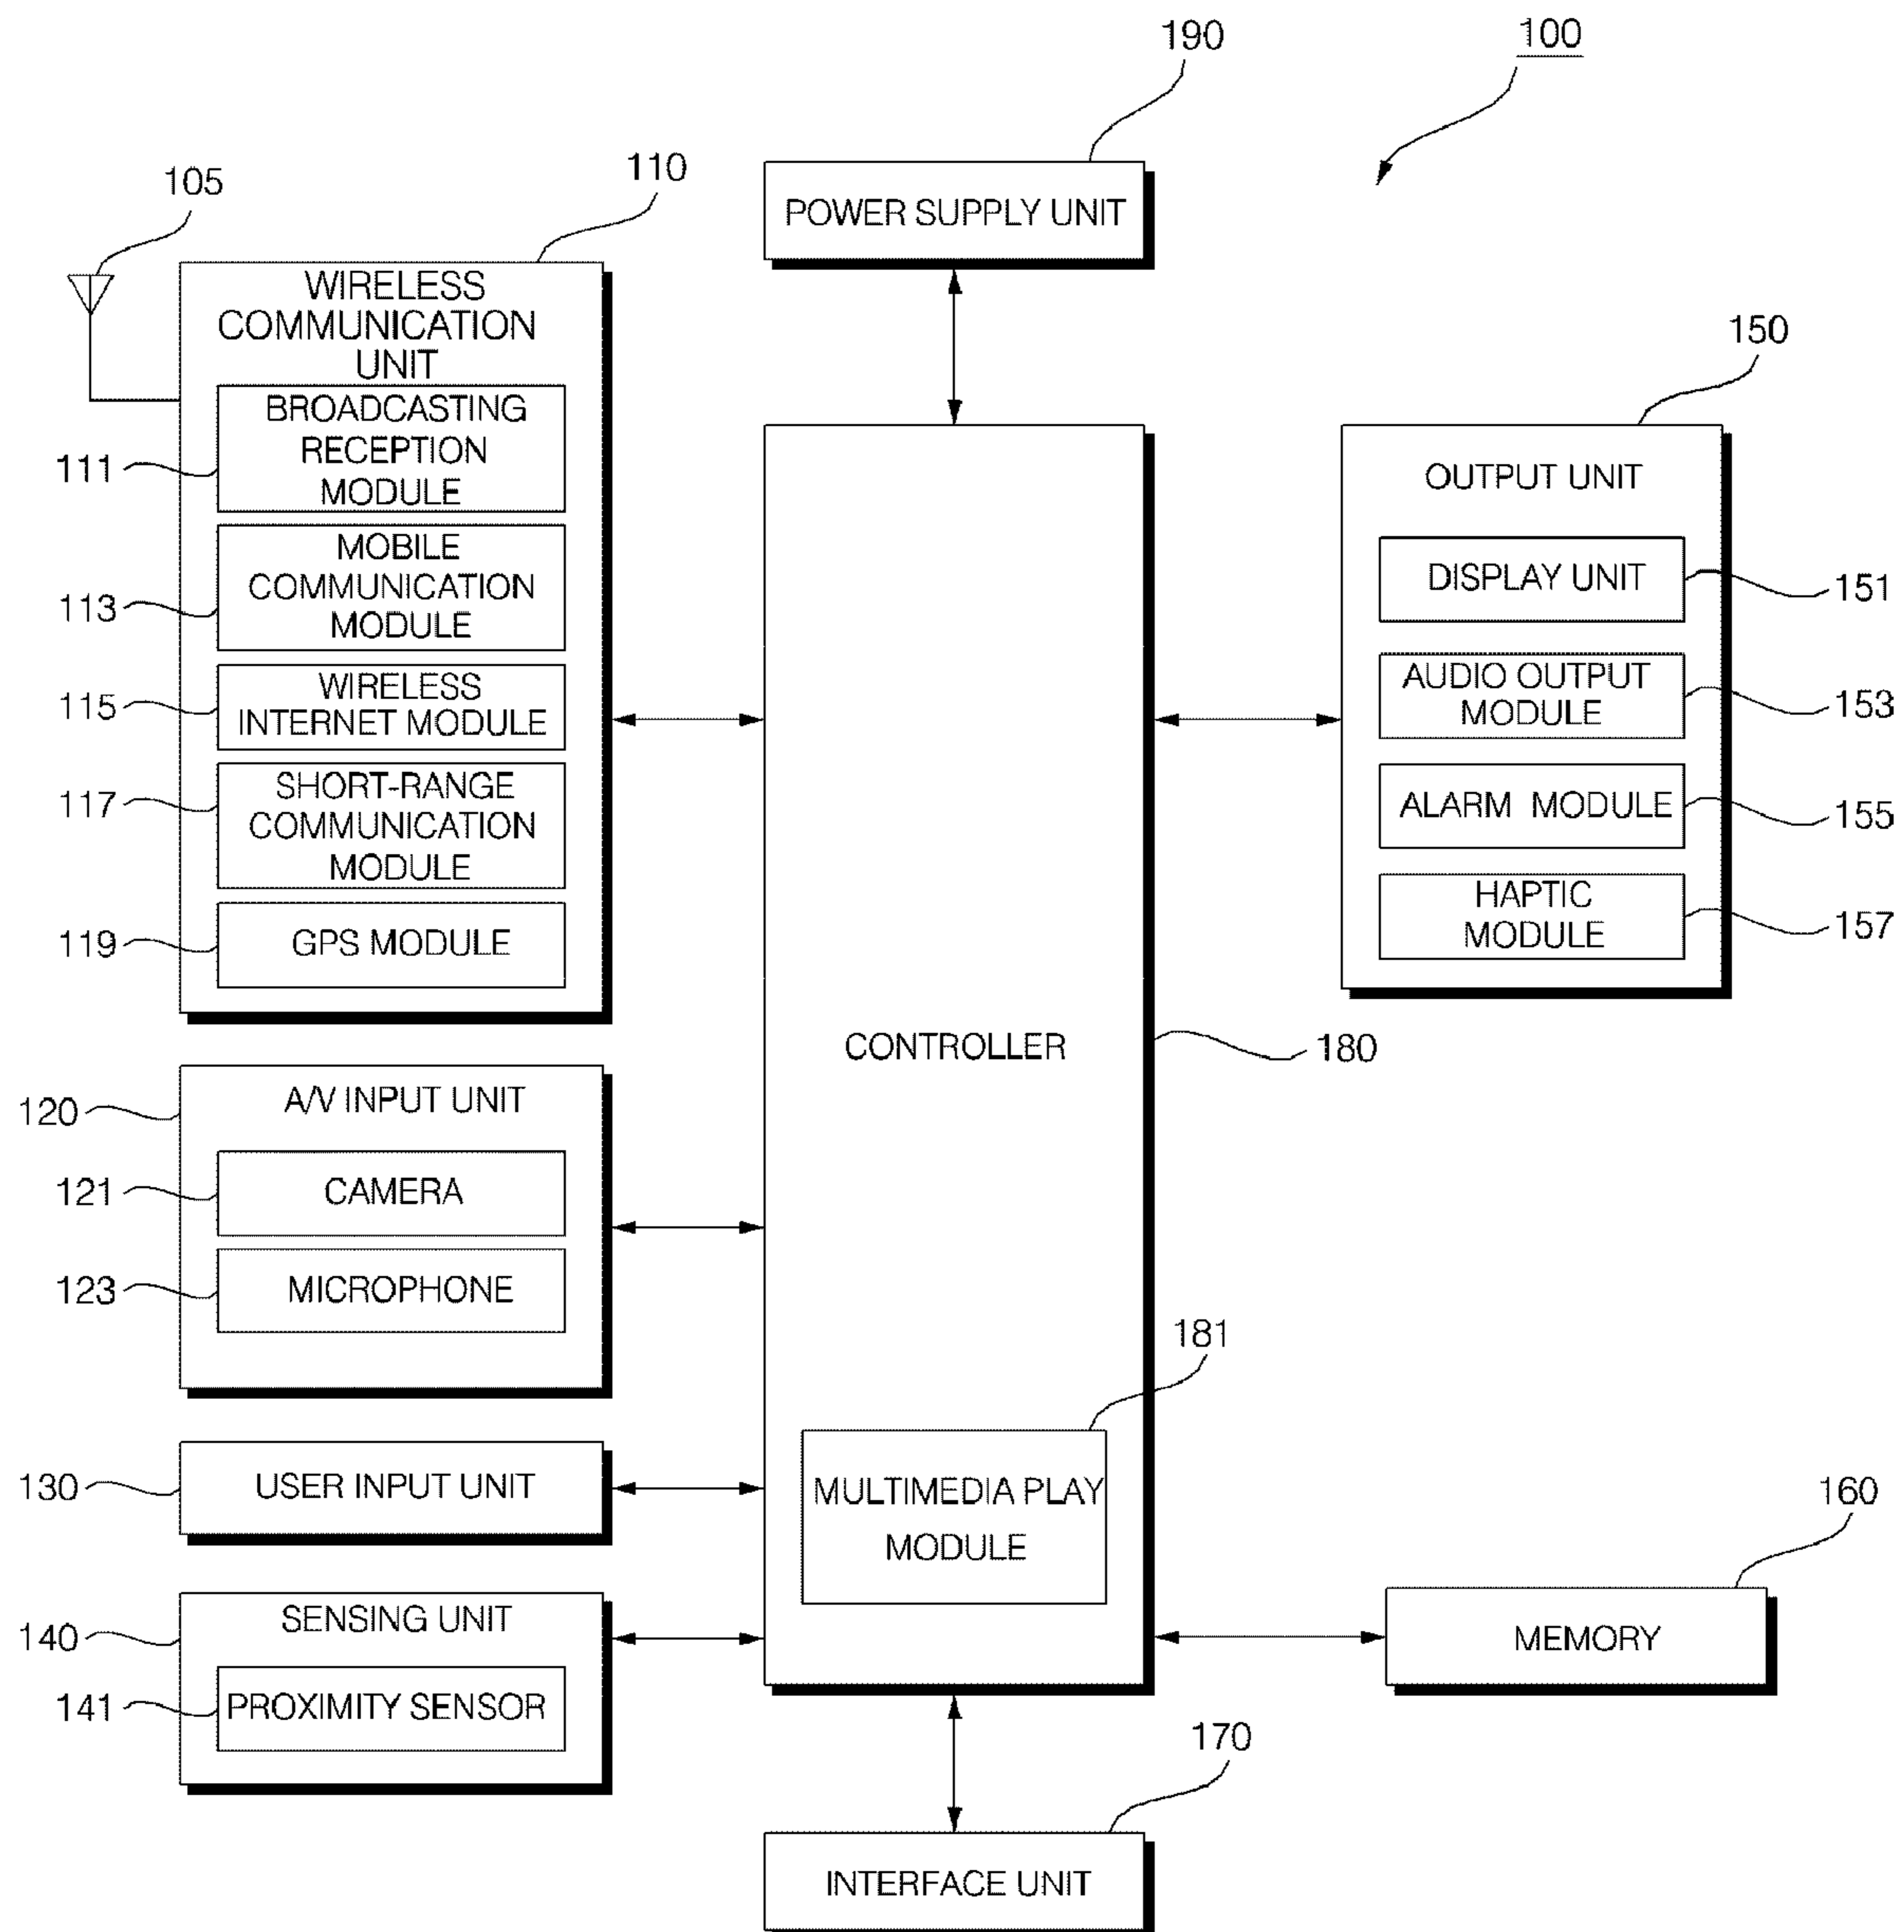 190
100
POWER SUPPLY UNIT
105
110
WIRELESS
COMMUNICATION
UNIT
111
BROADCASTING
RECEPTION
MODULE
113
MOBILE
COMMUNICATION
MODULE
115
WIRELESS
INTERNET MODULE
117
SHORT-RANGE
COMMUNICATION
MODULE
119
GPS MODULE
120
A/V INPUT UNIT
121
CAMERA
123
MICROPHONE
130
USER INPUT UNIT
140
SENSING UNIT
141
PROXIMITY SENSOR
CONTROLLER
180
181
MULTIMEDIA PLAY
MODULE
150
OUTPUT UNIT
DISPLAY UNIT
151
AUDIO OUTPUT
MODULE
153
ALARM MODULE
155
HAPTIC
MODULE
157
160
MEMORY
170
INTERFACE UNIT